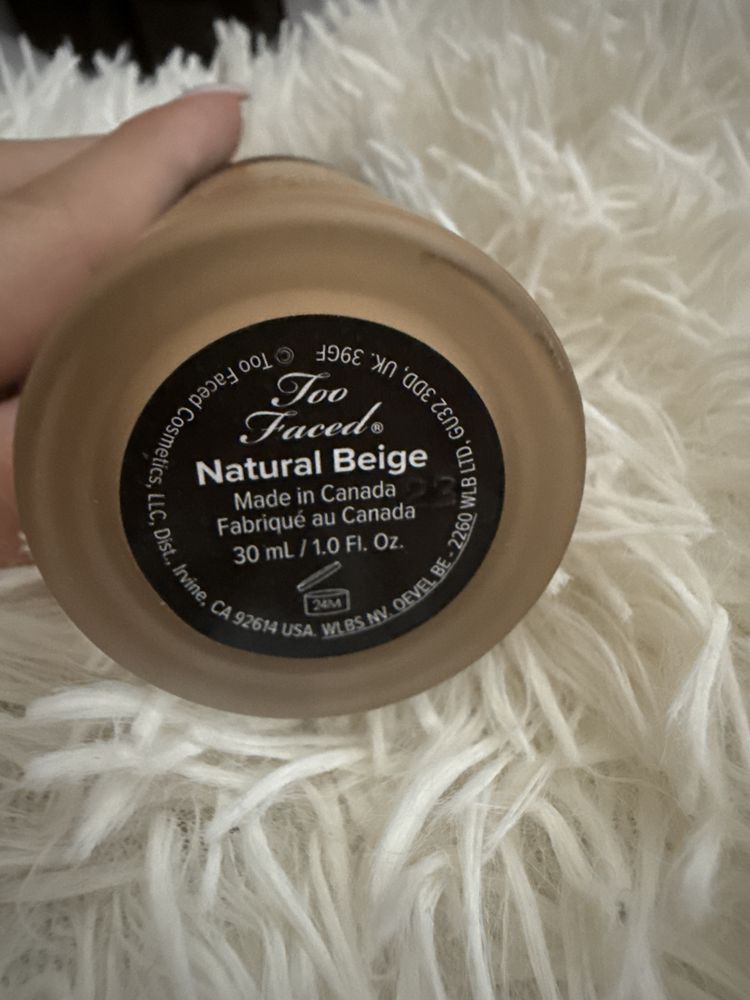 Too
Faced®
Natural Beige
Made in Canada
Fabriqué au Canada
30 mL / 1.0 Fl. Oz.
24M
© Too Faced Cosmetics, LLC, Dist., Irvine, CA 92614 USA. WLBS NV. OEVEL BE - 2260 WLB LTD, GU32 3DD, UK. 39GF